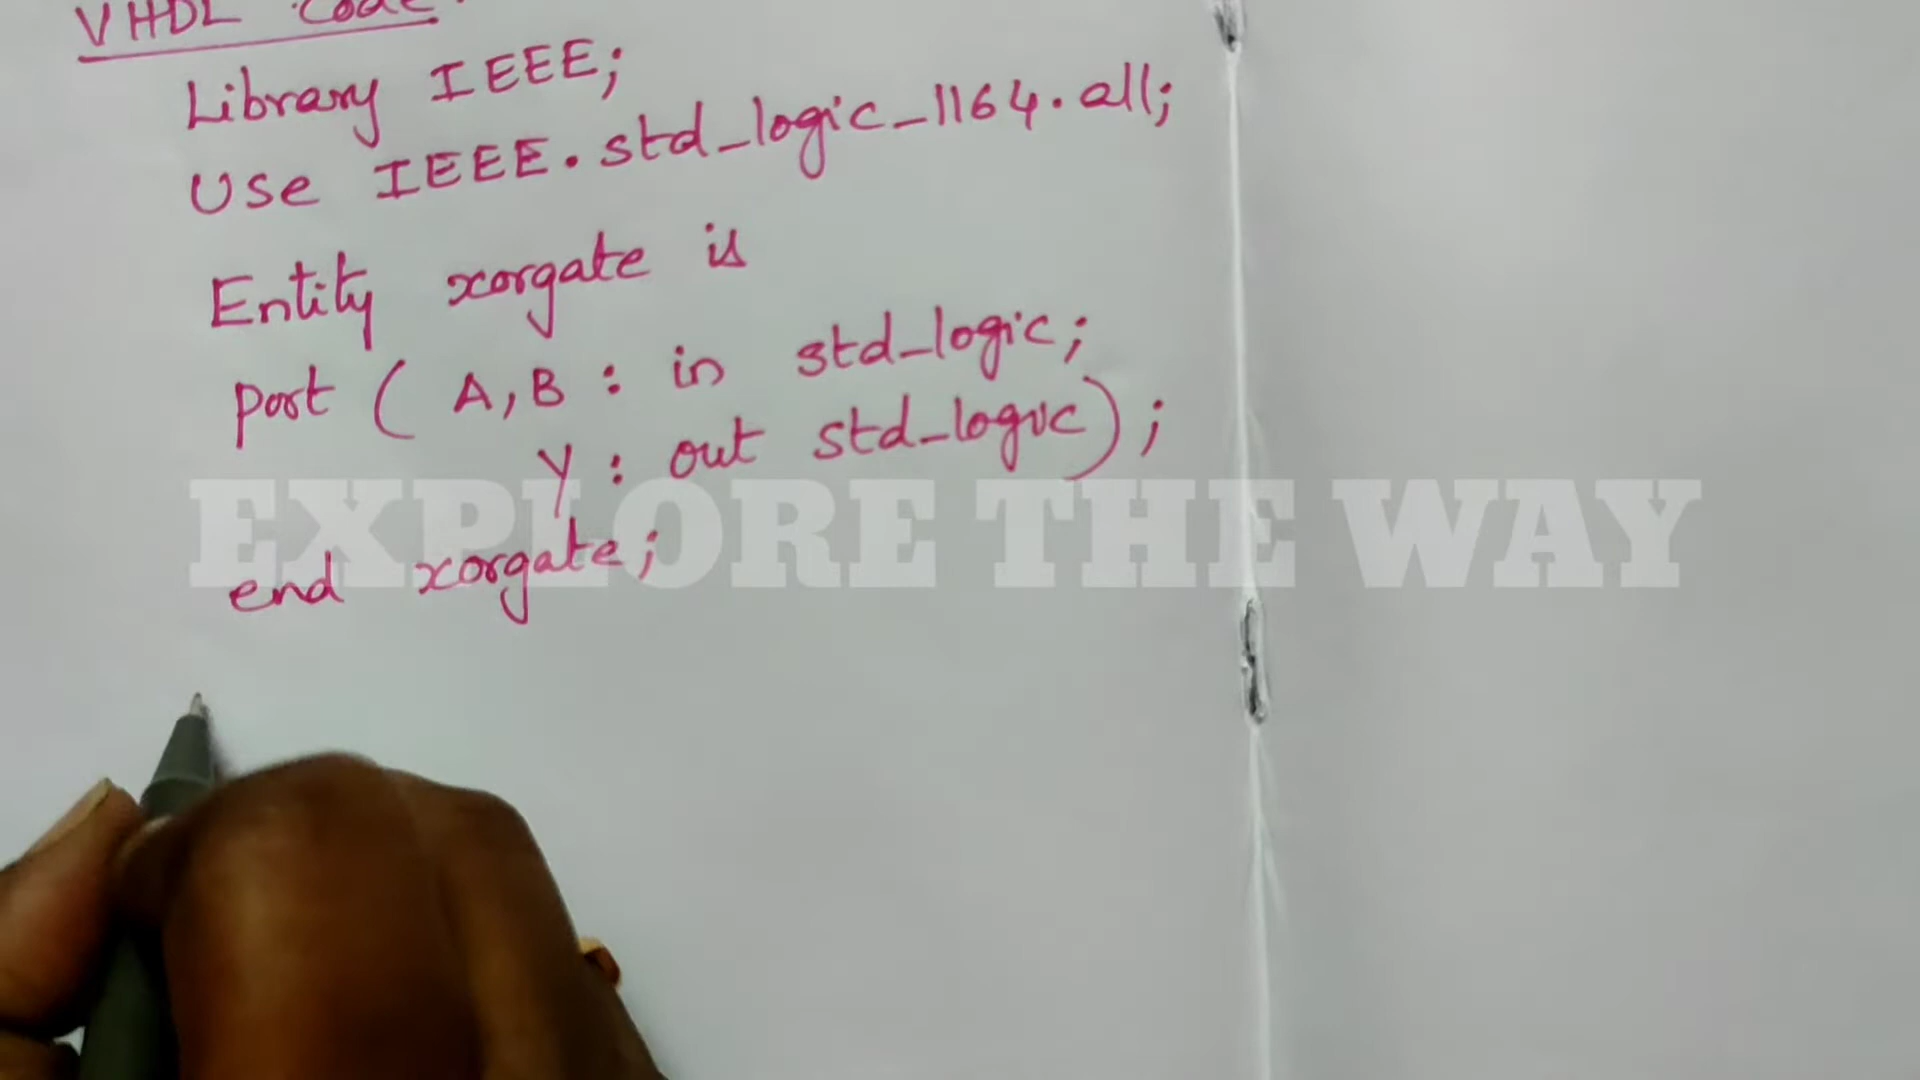 VHDL Code
Library IEEE;
Use IEEE.std_logic_1164.all;
Entity xorgate is
port ( A,B : in std_logic;
Y : out std_logic);
end xorgate;
EXPLORE THE WAY